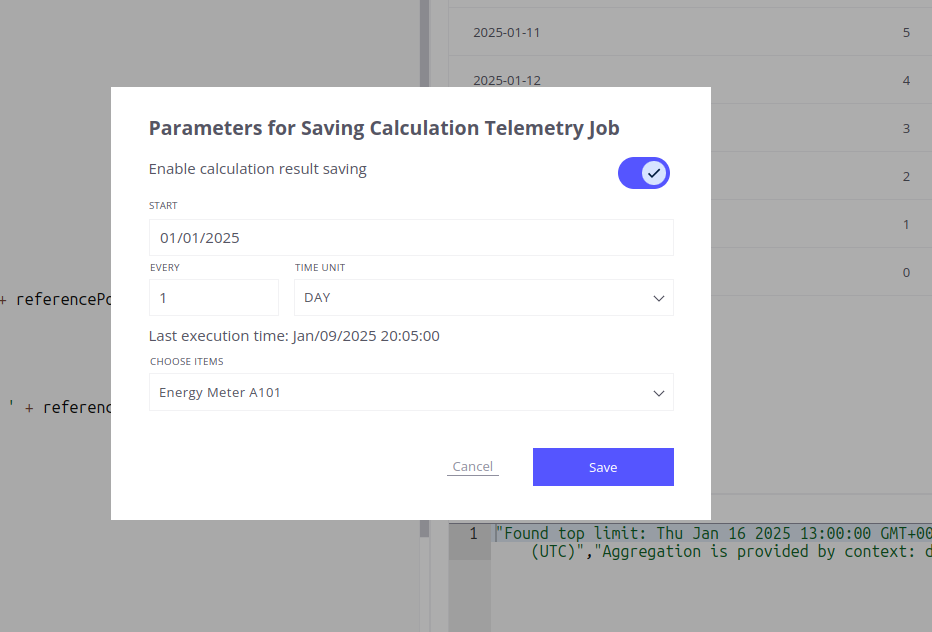 2025-01-11 5
2025-01-12 4
3
2
1
0
+ referencePo
' + referenc
Parameters for Saving Calculation Telemetry Job
Enable calculation result saving
START
01/01/2025
EVERY TIME UNIT
1 DAY
Last execution time: Jan/09/2025 20:05:00
CHOOSE ITEMS
Energy Meter A101
Cancel Save
1 "Found top limit: Thu Jan 16 2025 13:00:00 GMT+00
(UTC)","Aggregation is provided by context: d